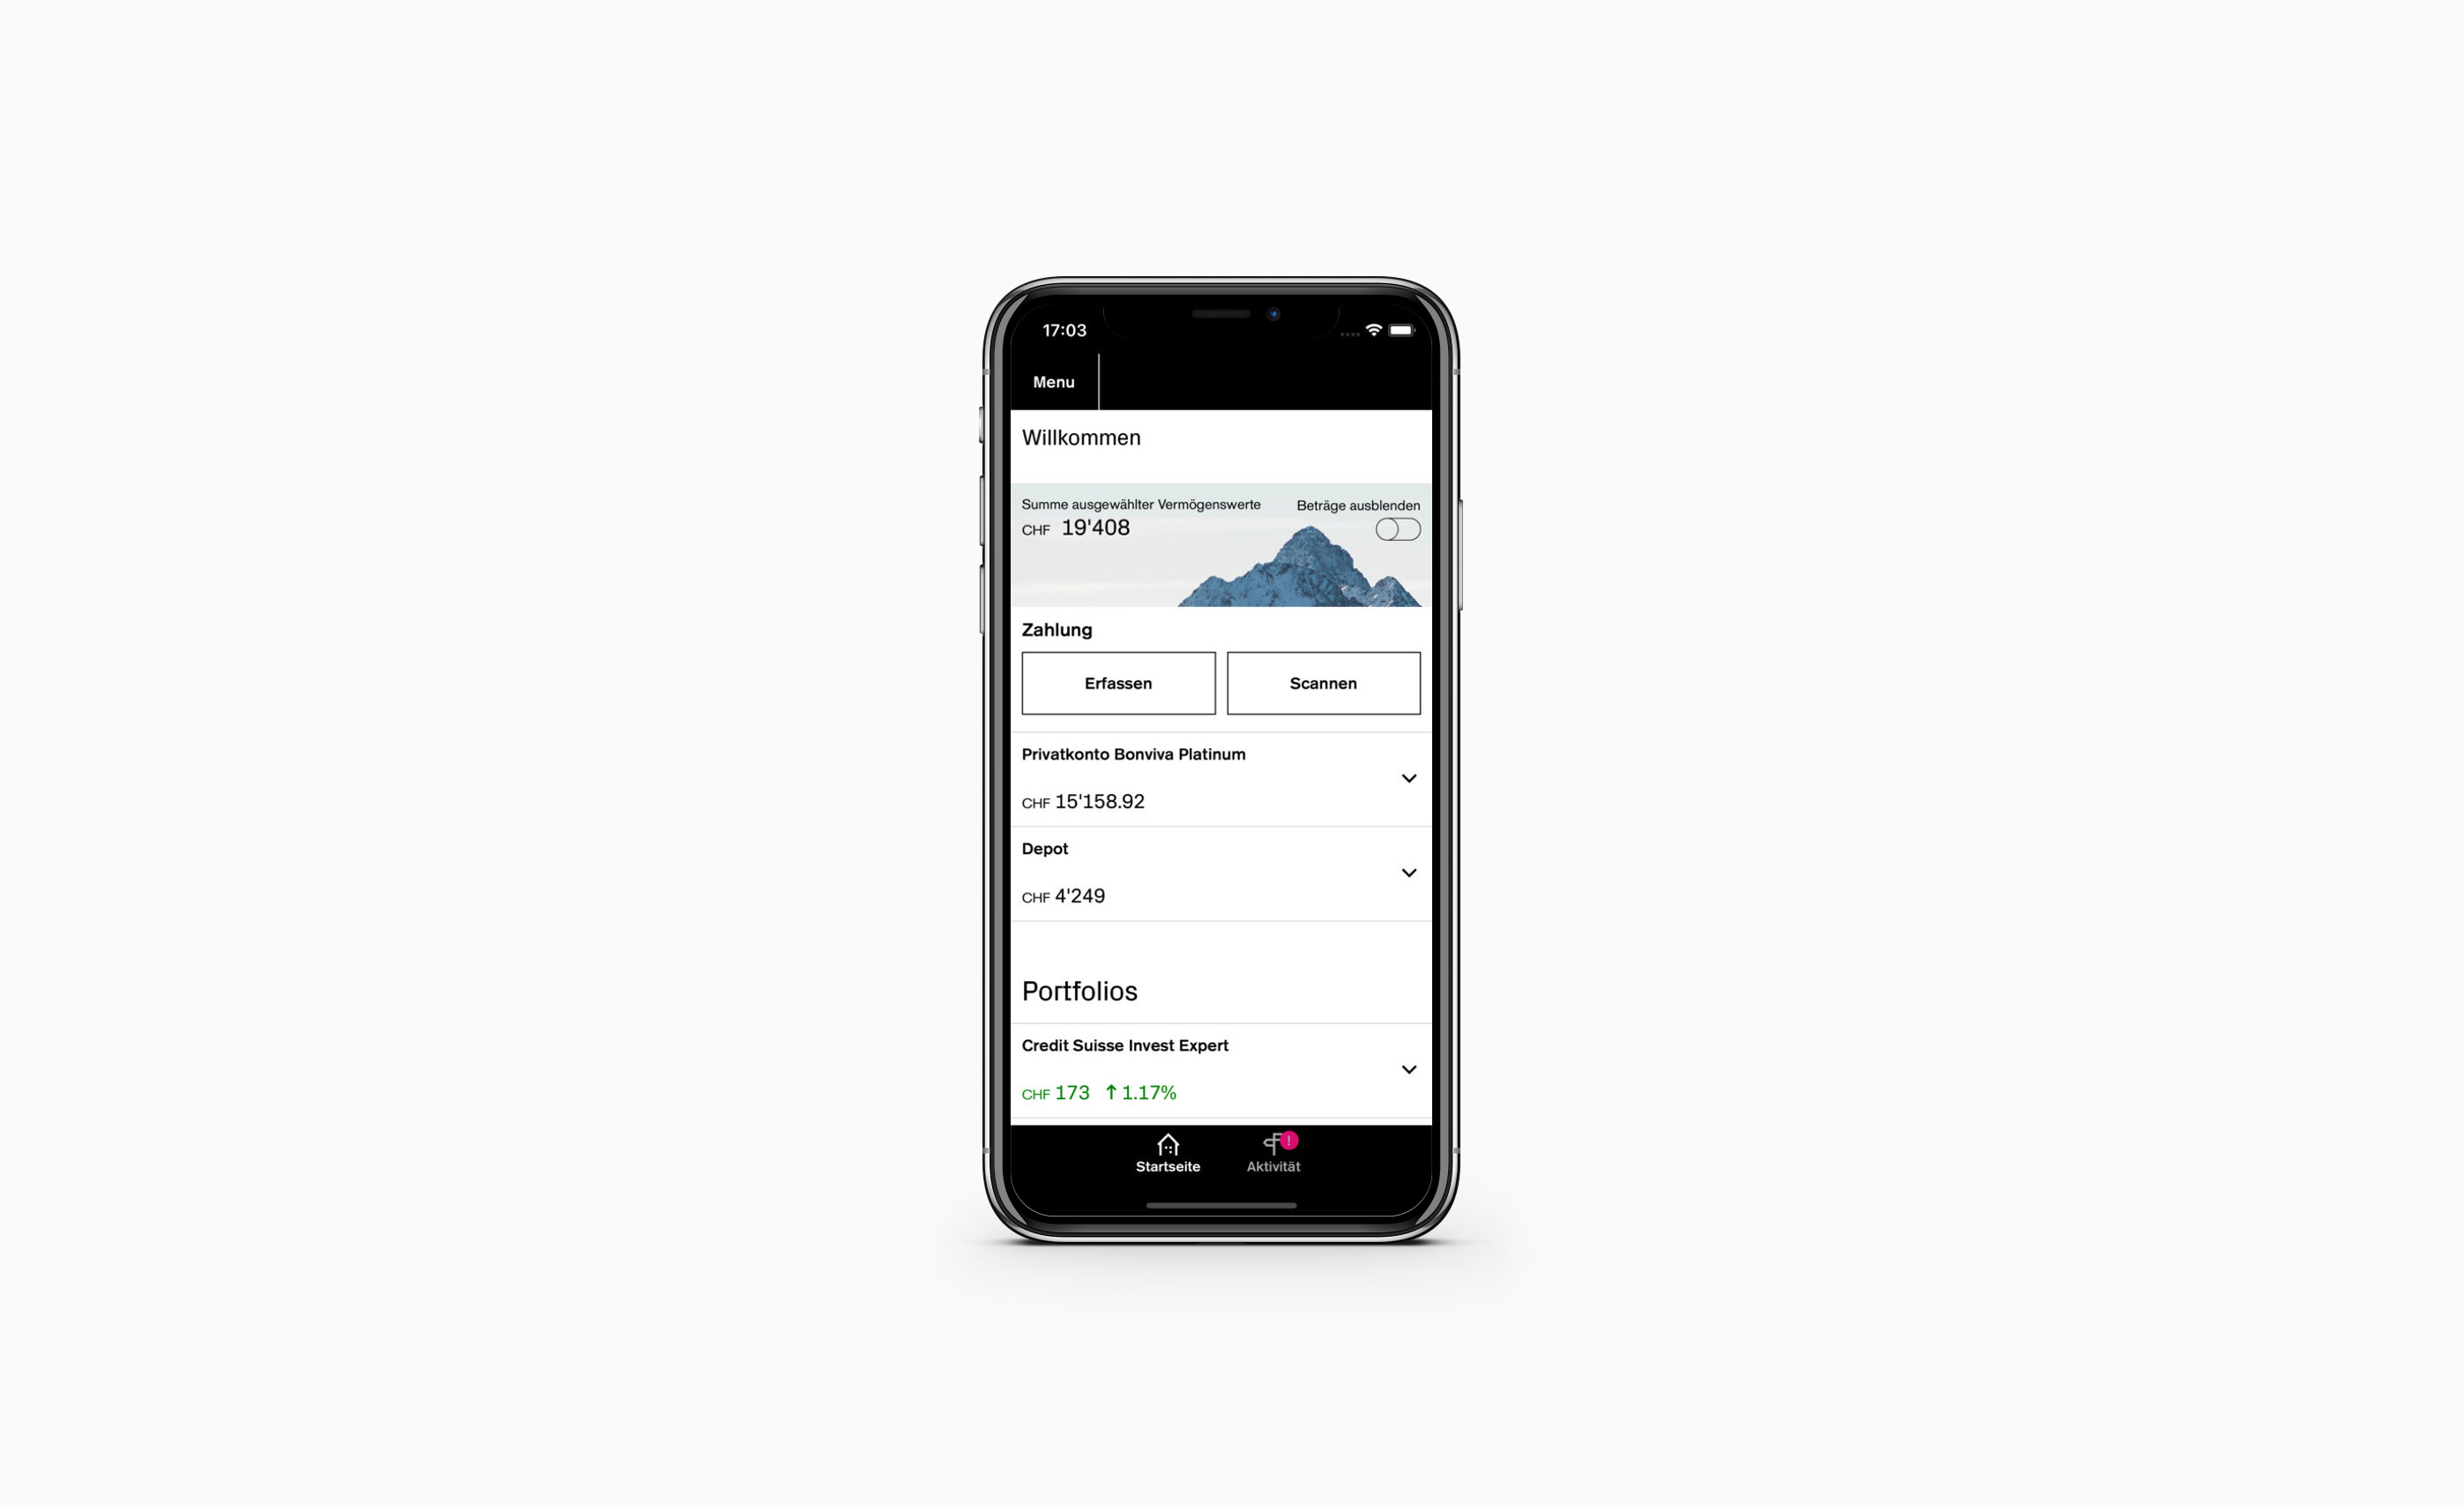 17:03
Menu
Willkommen
Summe ausgewählter Vermögenswerte
Beträge ausblenden
CHF 19'408
Zahlung
Erfassen
Scannen
Privatkonto Bonviva Platinum
CHF 15'158.92
Depot
CHF 4'249
Portfolios
Credit Suisse Invest Expert
CHF 173 ↑ 1.17%
!
Startseite
Aktivität